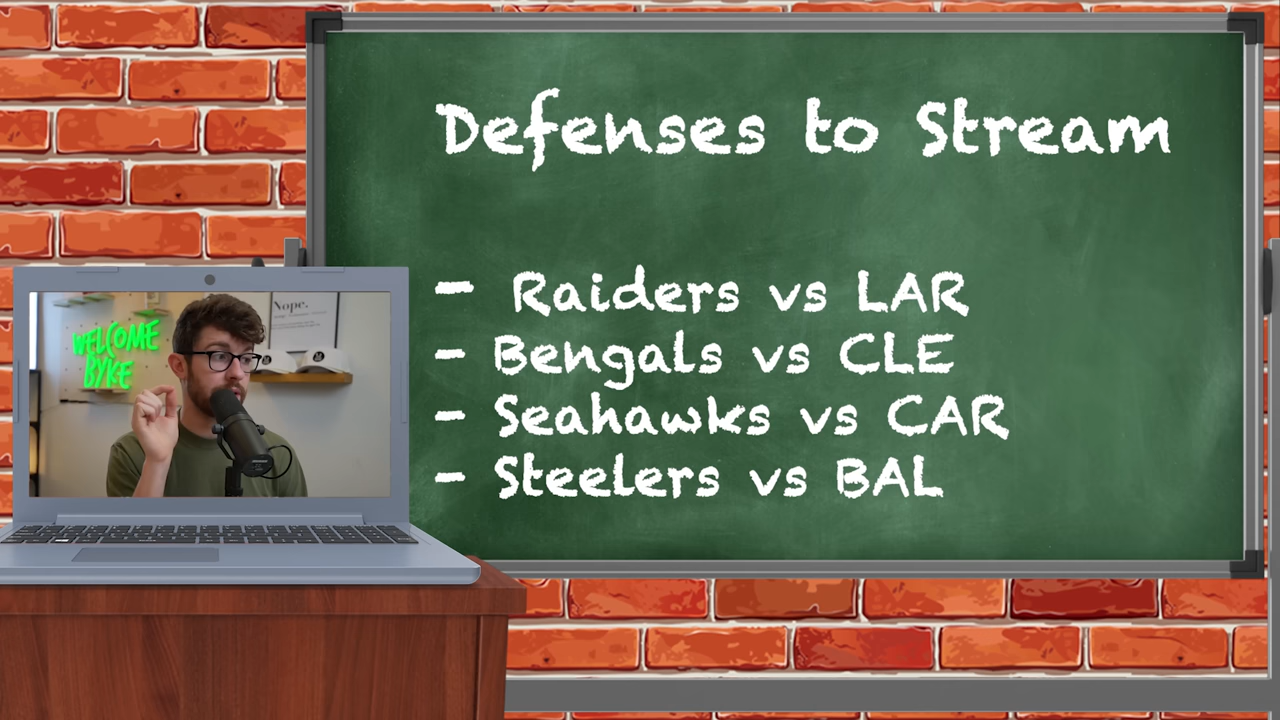 Defenses to Stream
- Raiders vs LAR
- Bengals vs CLE
- Seahawks vs CAR
- Steelers vs BAL
WELCOME
BYKE
Nope.